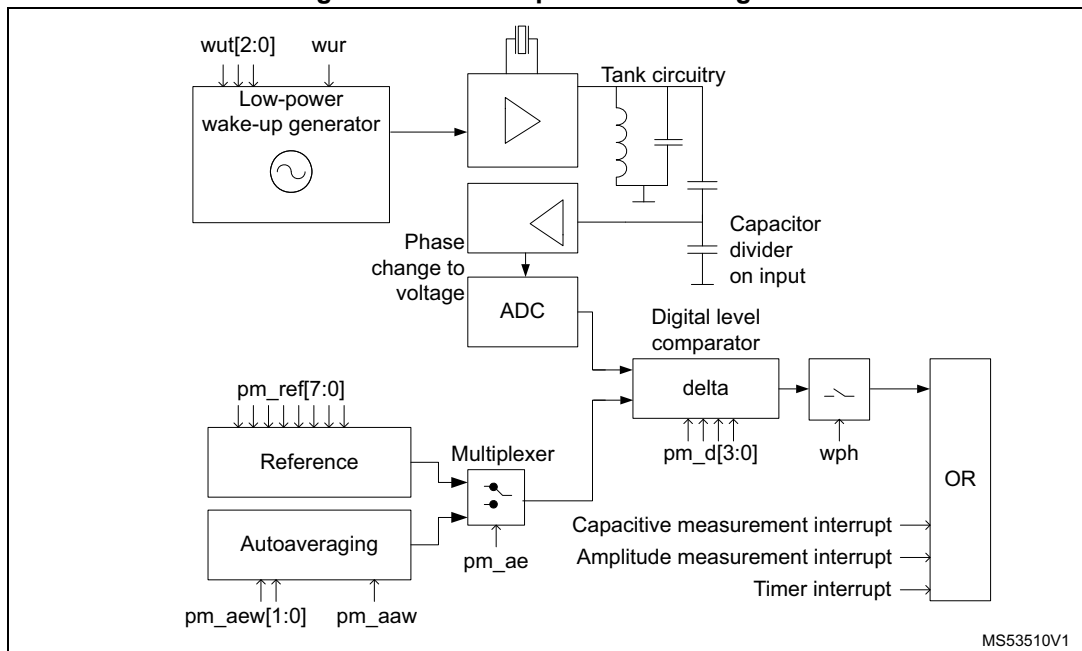 wut[2:0] wur
Low-power
wake-up generator
Tank circuitry
Capacitor
divider
on input
Phase
change to
voltage
ADC
Digital level
comparator
delta
pm_d[3:0]
wph
OR
pm_ref[7:0]
Reference
Multiplexer
Autoaveraging
pm_ae
pm_aew[1:0] pm_aaw
Capacitive measurement interrupt
Amplitude measurement interrupt
Timer interrupt
MS53510V1